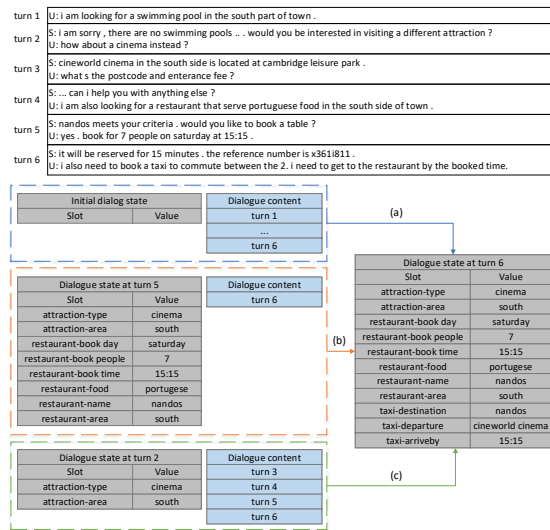 turn 1
U: i am looking for a swimming pool in the south part of town .
turn 2
S: i am sorry , there are no swimming pools .. . would you be interested in visiting a different attraction ?
U: how about a cinema instead ?
turn 3
S: cineworld cinema in the south side is located at cambridge leisure park .
U: what s the postcode and enterance fee ?
turn 4
S: ... can i help you with anything else ?
U: i am also looking for a restaurant that serve portuguese food in the south side of town .
turn 5
S: nandos meets your criteria . would you like to book a table ?
U: yes . book for 7 people on saturday at 15:15 .
turn 6
S: it will be reserved for 15 minutes . the reference number is x361i811 .
U: i also need to book a taxi to commute between the 2. i need to get to the restaurant by the booked time.
Initial dialog state
Slot Value
Dialogue content
turn 1
...
turn 6
(a)
Dialogue state at turn 5
Slot Value
attraction-type cinema
attraction-area south
restaurant-book day saturday
restaurant-book people 7
restaurant-book time 15:15
restaurant-food portugese
restaurant-name nandos
restaurant-area south
Dialogue content
turn 6
(b)
Dialogue state at turn 6
Slot Value
attraction-type cinema
attraction-area south
restaurant-book day saturday
restaurant-book people 7
restaurant-book time 15:15
restaurant-food portugese
restaurant-name nandos
restaurant-area south
taxi-destination nandos
taxi-departure cineworld cinema
taxi-arriveby 15:15
Dialogue state at turn 2
Slot Value
attraction-type cinema
attraction-area south
Dialogue content
turn 3
turn 4
turn 5
turn 6
(c)